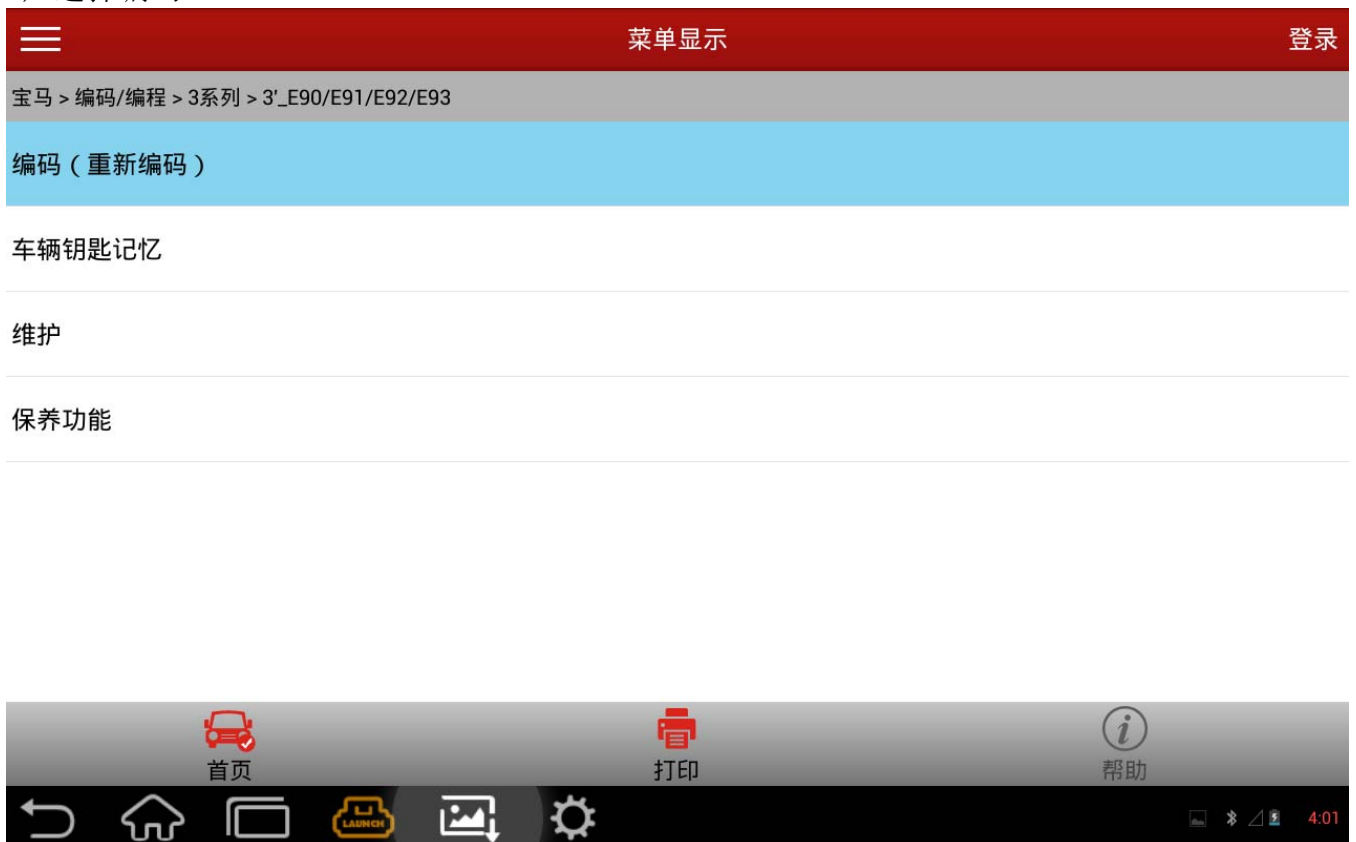 菜单显示
登录
宝马 > 编码/编程 > 3系列 > 3'_E90/E91/E92/E93
编码（重新编码）
车辆钥匙记忆
维护
保养功能
首页
打印
帮助
LAUNCH
4:01